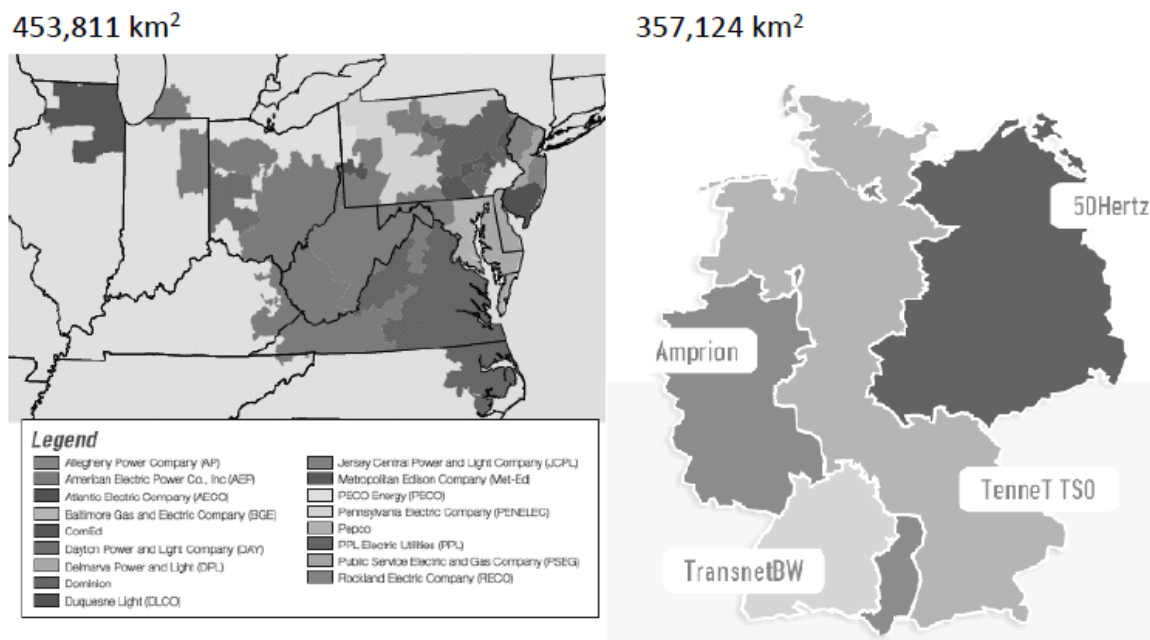 453,811 km²
357,124 km²
Legend
Allegheny Power Company (AP)
American Electric Power Co., Inc (AEP)
Atlantic Electric Company (AECO)
Baltimore Gas and Electric Company (BGE)
ComEd
Dayton Power and Light Company (DAY)
Delmarva Power and Light (DPL)
Dominion
Duquesne Light (DLCO)
Jersey Central Power and Light Company (JCPL)
Metropolitan Edison Company (Met-Ed)
PECO Energy (PECO)
Pennsylvania Electric Company (PENELEC)
Pepco
PPL Electric Utilities (PPL)
Public Service Electric and Gas Company (PSEG)
Rockland Electric Company (RECO)
50Hertz
Amprion
TenneT TSO
TransnetBW